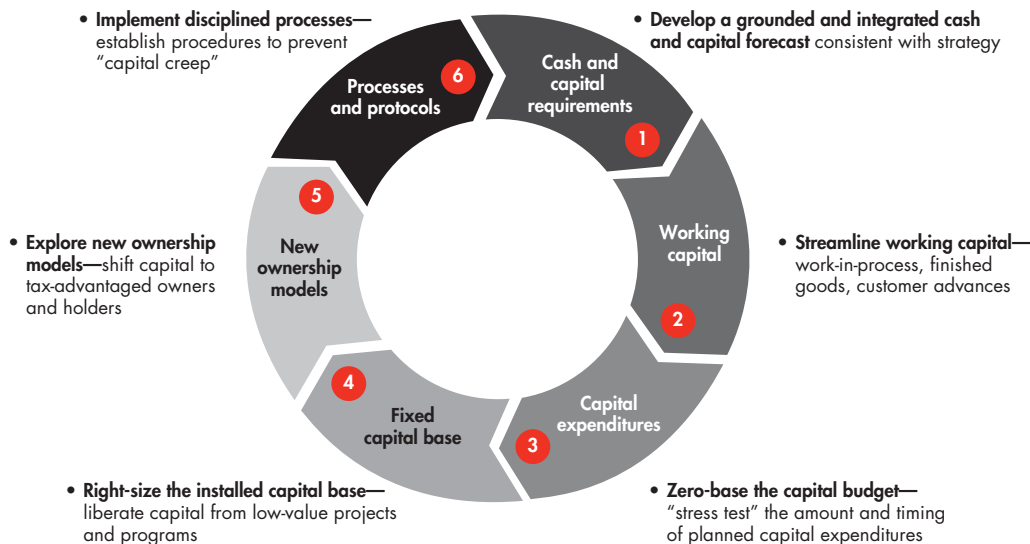 • Implement disciplined processes—
establish procedures to prevent
“capital creep”
• Develop a grounded and integrated cash
and capital forecast consistent with strategy
6
Processes
and protocols
Cash and
capital
requirements
1
5
New
ownership
models
Working
capital
2
• Explore new ownership
models—shift capital to
tax-advantaged owners
and holders
• Streamline working capital—
work-in-process, finished
goods, customer advances
4
Fixed
capital base
Capital
expenditures
3
• Right-size the installed capital base—
liberate capital from low-value projects
and programs
• Zero-base the capital budget—
“stress test” the amount and timing
of planned capital expenditures